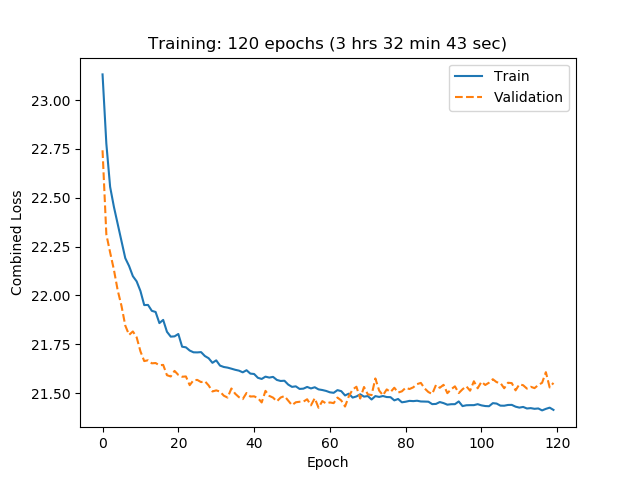 Training: 120 epochs (3 hrs 32 min 43 sec)
Train
Validation
Combined Loss
23.00
22.75
22.50
22.25
22.00
21.75
21.50
0 20 40 60 80 100 120
Epoch